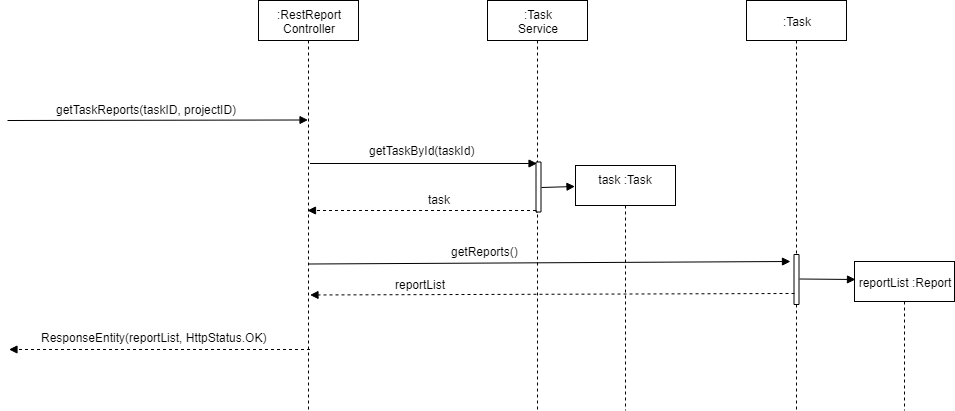 :RestReport
Controller
:Task
Service
:Task
getTaskReports(taskID, projectID)
getTaskById(taskId)
task :Task
task
getReports()
reportList :Report
reportList
ResponseEntity(reportList, HttpStatus.OK)